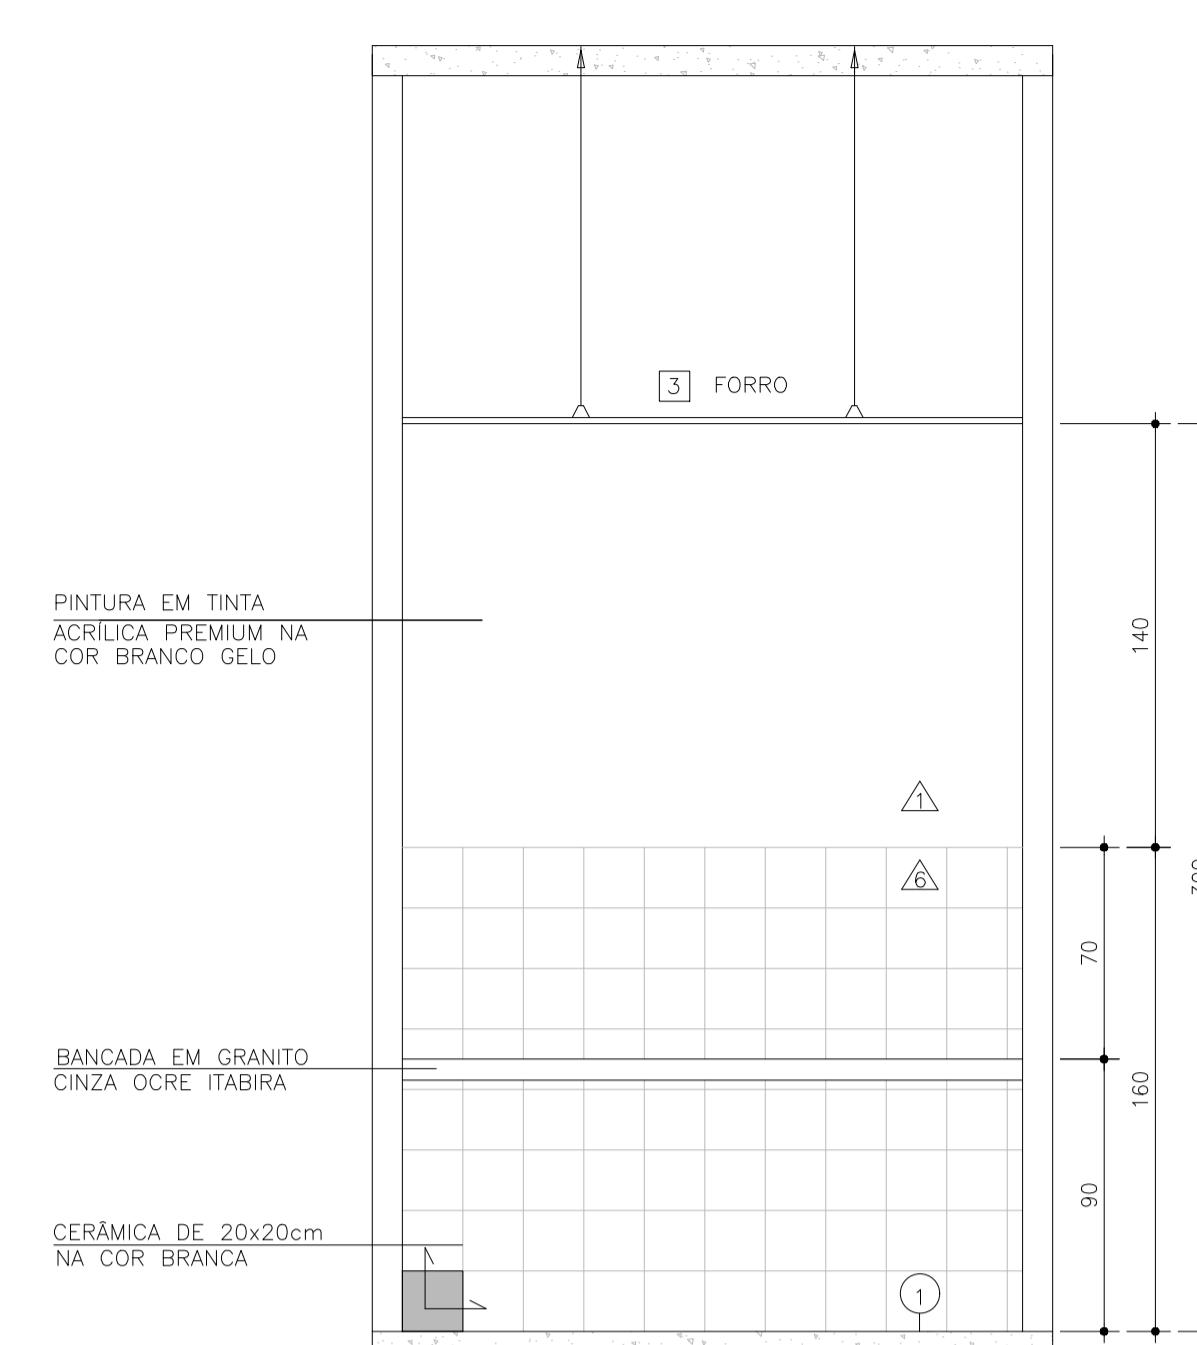 3 FORRO
PINTURA EM TINTA
ACRÍLICA PREMIUM NA
COR BRANCO GELO
140
1
6
70
BANCADA EM GRANITO
CINZA OCRE ITABIRA
160
90
CERÂMICA DE 20x20cm
NA COR BRANCA
1